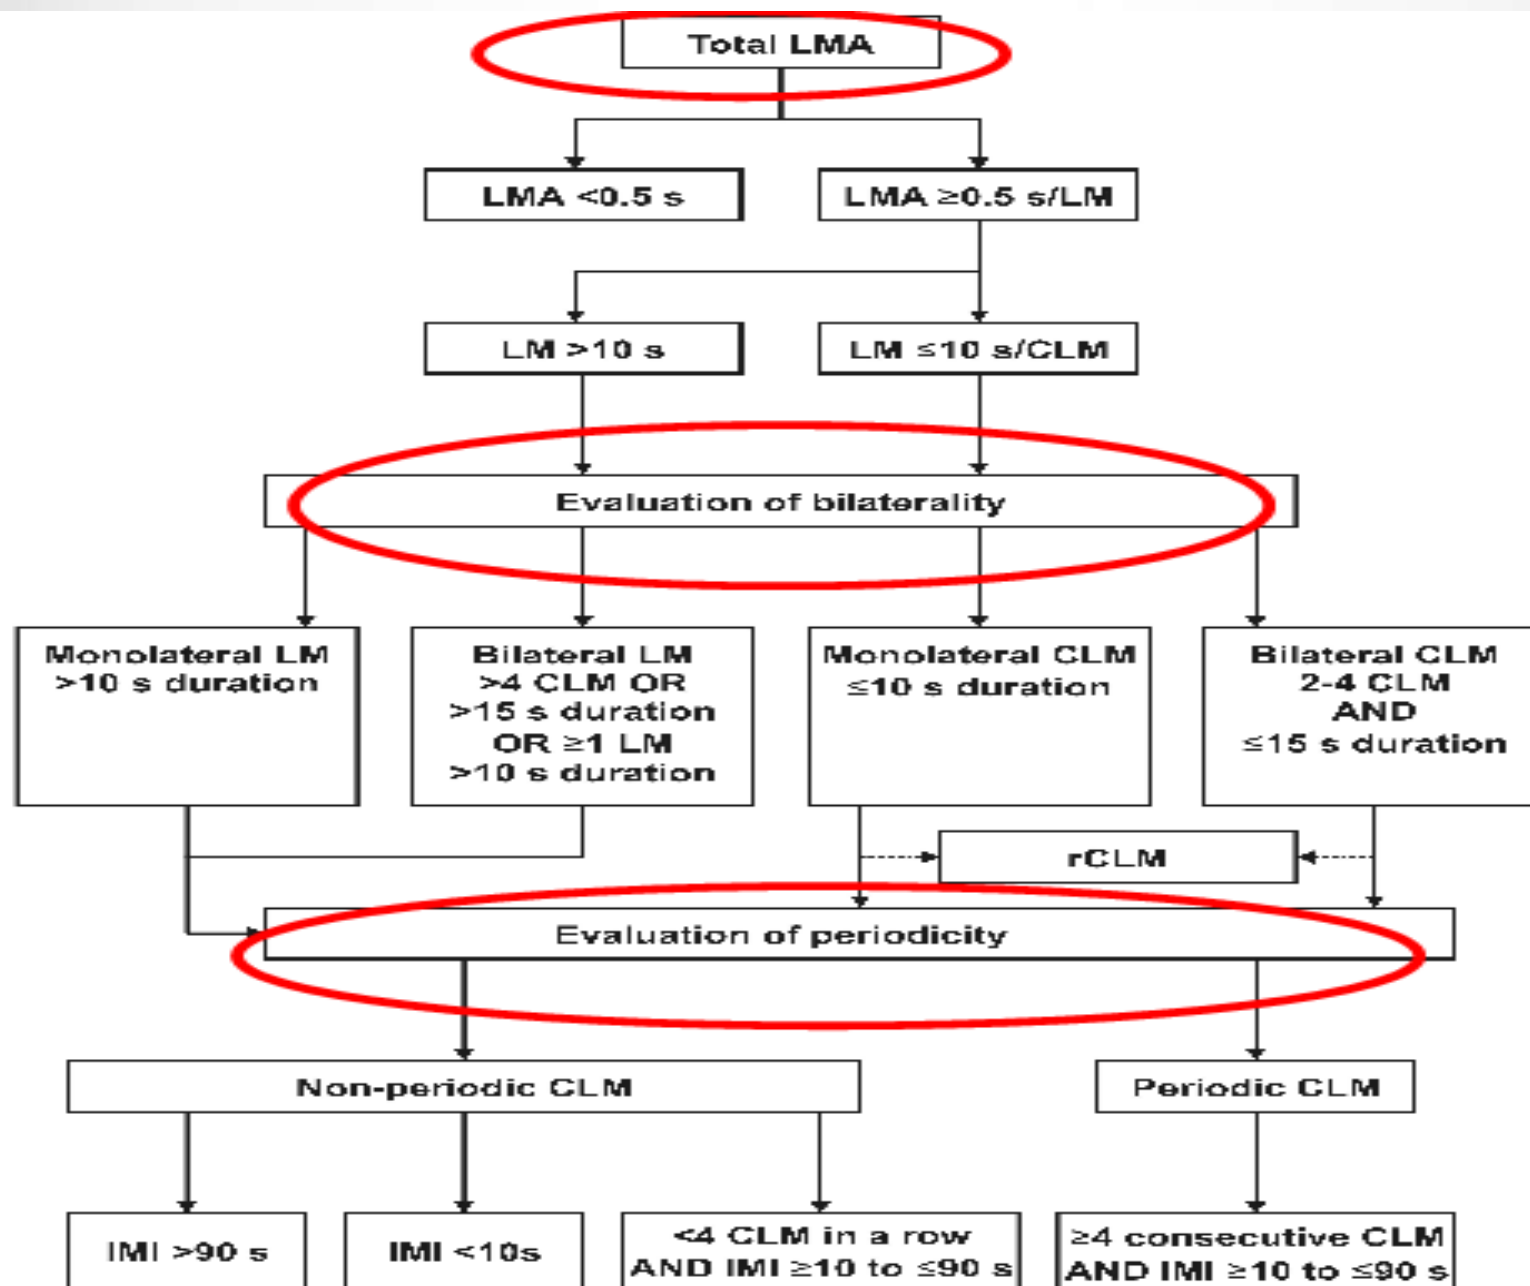 Total LMA
LMA <0.5 s
LMA ≥0.5 s/LM
LM >10 s
LM ≤10 s/CLM
Evaluation of bilaterality
Monolateral LM
>10 s duration
Bilateral LM
>4 CLM OR
>15 s duration
OR ≥1 LM
>10 s duration
Monolateral CLM
≤10 s duration
Bilateral CLM
2-4 CLM
AND
≤15 s duration
rCLM
Evaluation of periodicity
Non-periodic CLM
Periodic CLM
IMI >90 s
IMI <10s
<4 CLM in a row
AND IMI ≥10 to ≤90 s
≥4 consecutive CLM
AND IMI ≥10 to ≤90 s